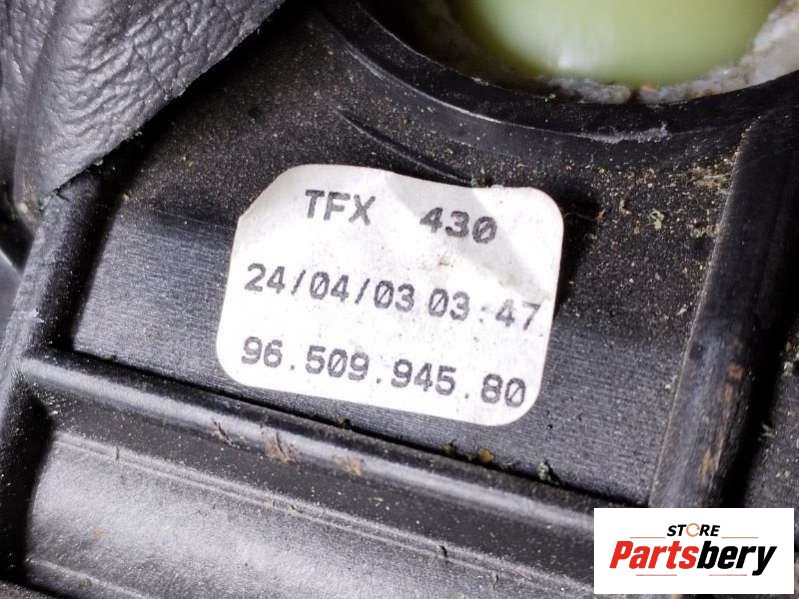 TFX 430
24/04/03 03:47
96.509.945.80
STORE
Partsbery